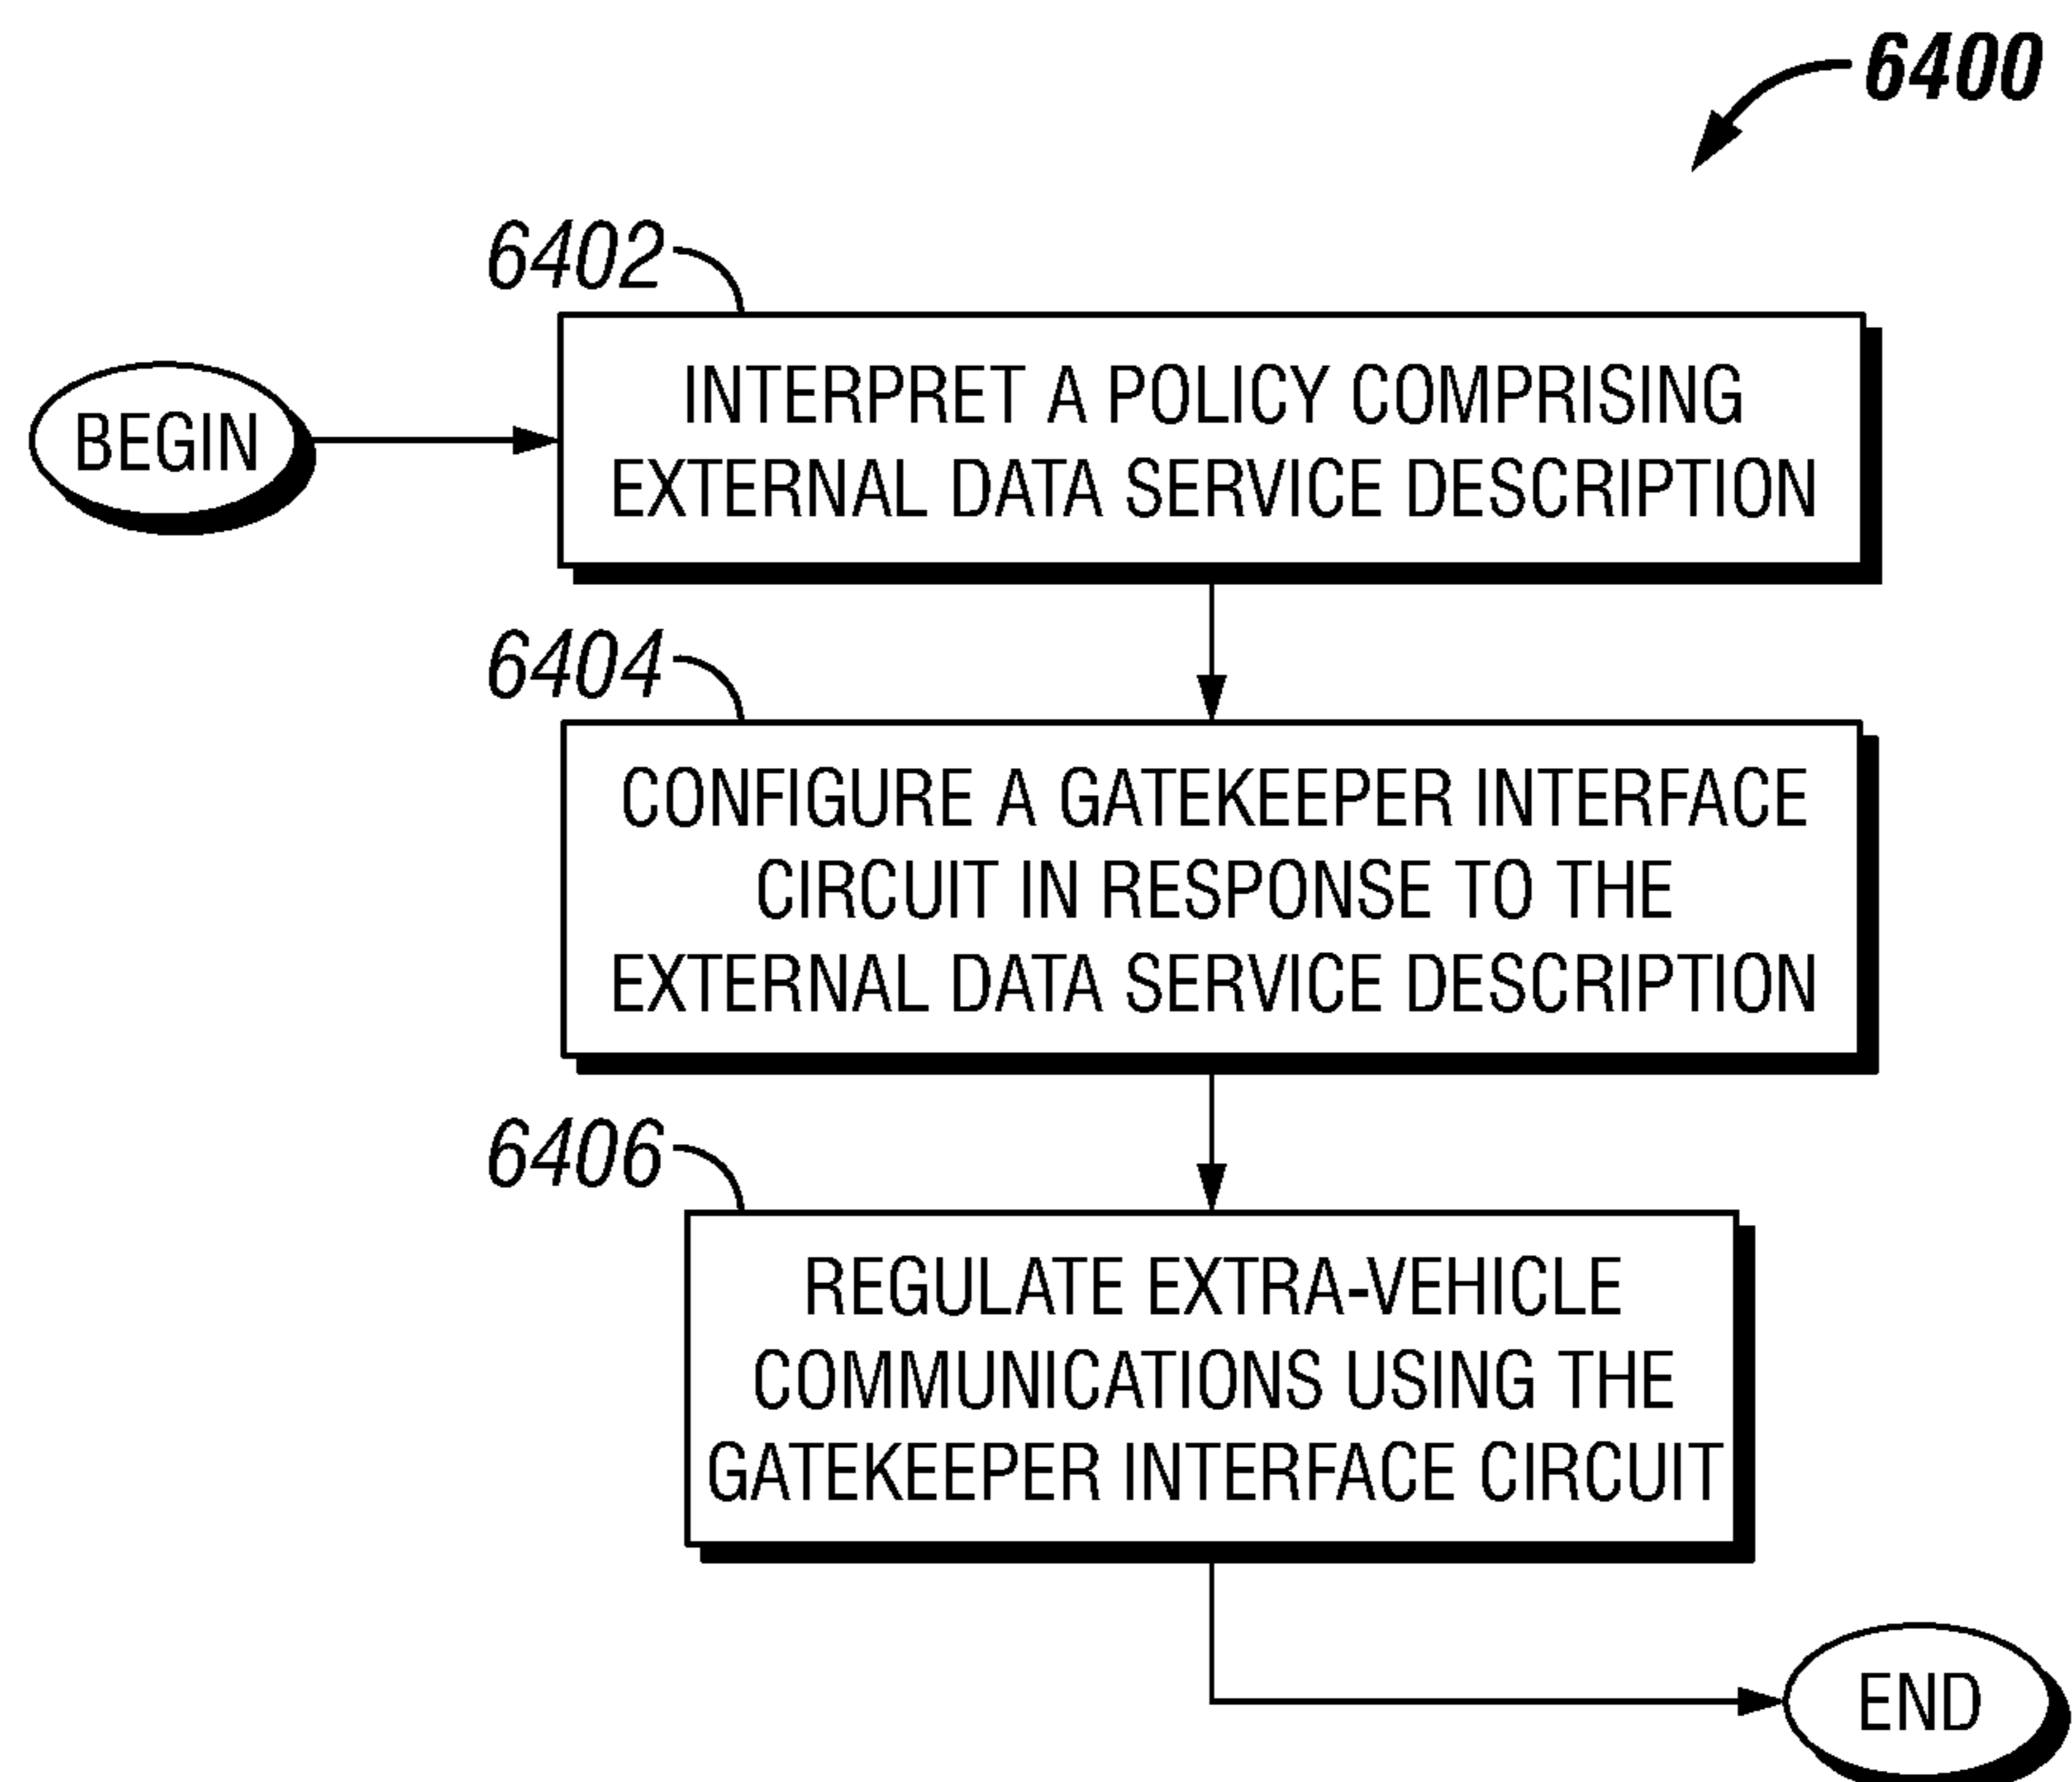 6400
6402
BEGIN
INTERPRET A POLICY COMPRISING
EXTERNAL DATA SERVICE DESCRIPTION
6404
CONFIGURE A GATEKEEPER INTERFACE
CIRCUIT IN RESPONSE TO THE
EXTERNAL DATA SERVICE DESCRIPTION
6406
REGULATE EXTRA-VEHICLE
COMMUNICATIONS USING THE
GATEKEEPER INTERFACE CIRCUIT
END